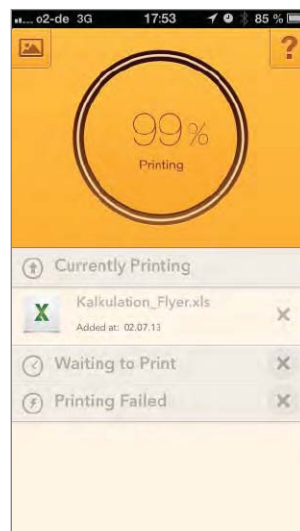 o2-de 3G 17:53 85 %
?
99%
Printing
Currently Printing
X
Kalkulation_Flyer.xls
Added at: 02.07.13
Waiting to Print
Printing Failed